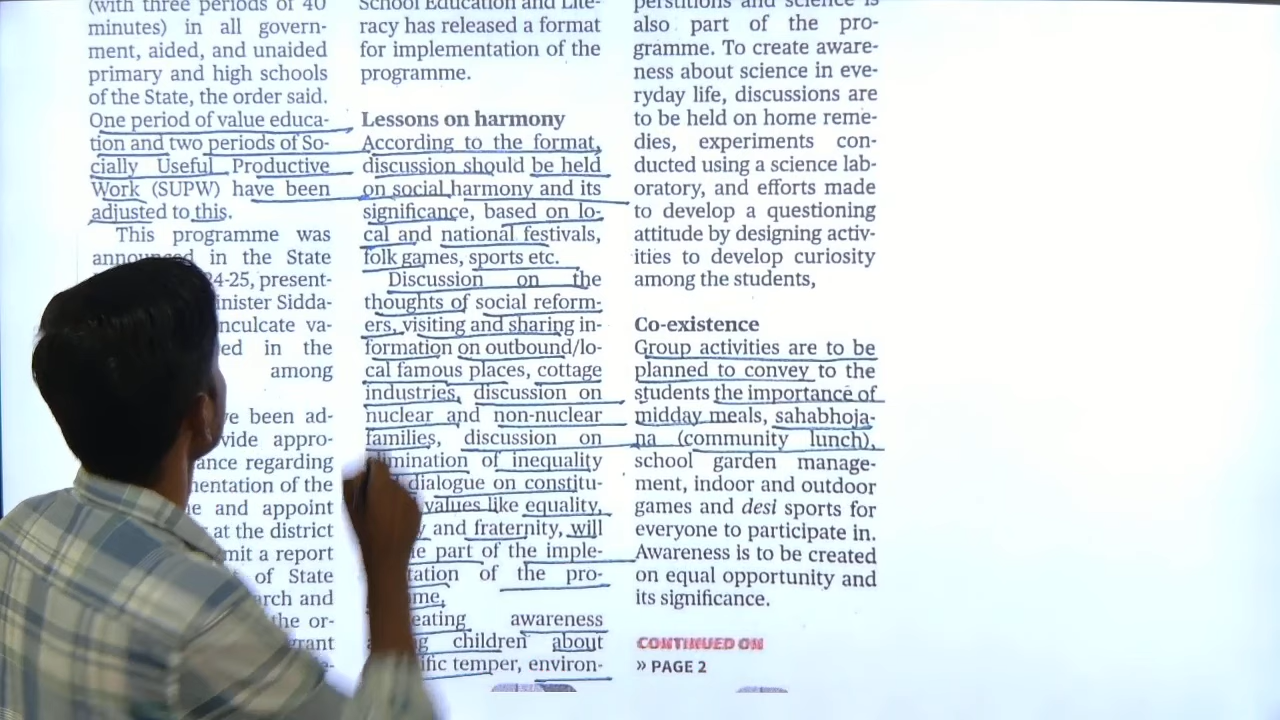 (with three periods of 40
minutes) in all govern-
ment, aided, and unaided
primary and high schools
of the State, the order said.
One period of value educa-
tion and two periods of So-
cially Useful Productive
Work (SUPW) have been
adjusted to this.
This programme was
announced in the State
24-25, present-
inister Sidda-
nculcate va-
ed in the
among
ve been ad-
vide appro-
ance regarding
mentation of the
e and appoint
at the district
mit a report
of State
arch and
the or-
grant
School Education and Lite-
racy has released a format
for implementation of the
programme.
Lessons on harmony
According to the format,
discussion should be held
on social harmony and its
significance, based on lo-
cal and national festivals,
folk games, sports etc.
Discussion on the
thoughts of social reform-
ers, visiting and sharing in-
formation on outbound/lo-
cal famous places, cottage
industries, discussion on
nuclear and non-nuclear
families, discussion on
elimination of inequality
dialogue on constitu-
values like equality,
and fraternity, will
part of the imple-
tation of the pro-
me,
eating awareness
children about
ific temper, environ-
perstitions and science is
also part of the pro-
gramme. To create aware-
ness about science in eve-
ryday life, discussions are
to be held on home reme-
dies, experiments con-
ducted using a science lab-
oratory, and efforts made
to develop a questioning
attitude by designing activ-
ities to develop curiosity
among the students,
Co-existence
Group activities are to be
planned to convey to the
students the importance of
midday meals, sahabhoja-
na (community lunch),
school garden manage-
ment, indoor and outdoor
games and desi sports for
everyone to participate in.
Awareness is to be created
on equal opportunity and
its significance.
CONTINUED ON
» PAGE 2